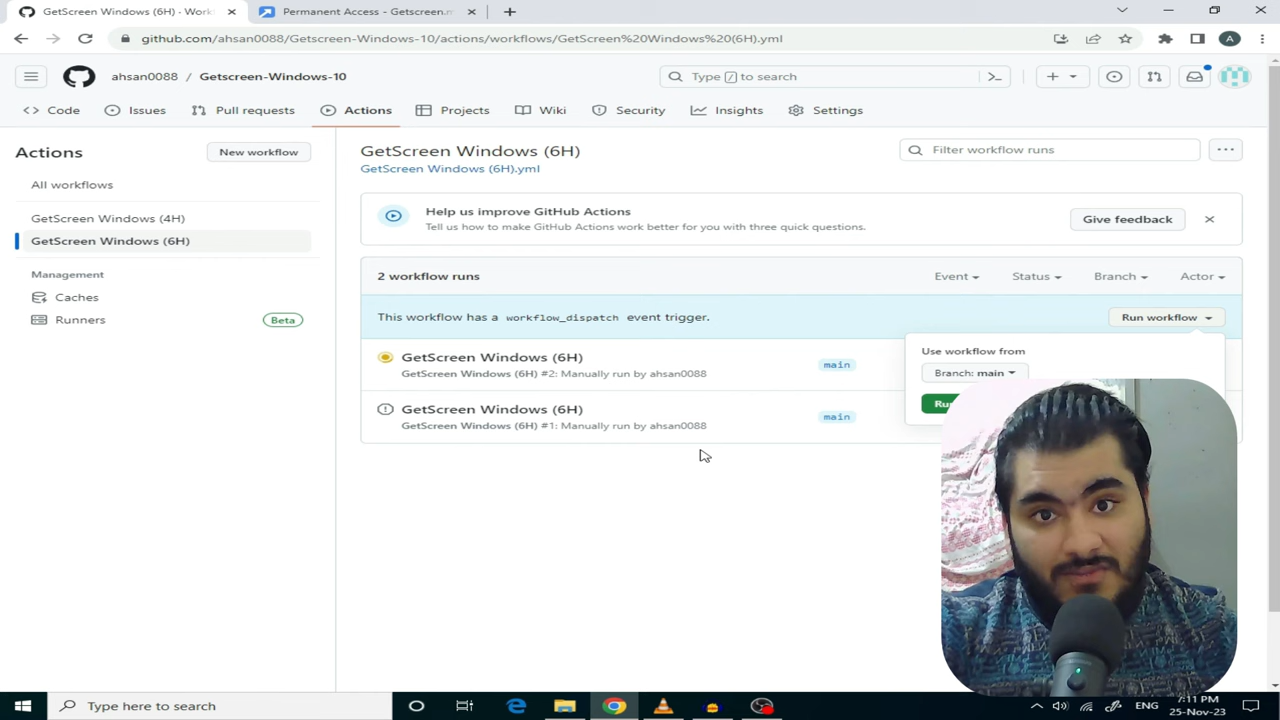 GetScreen Windows (6H) - Work
Permanent Access - Getscreen.m
github.com/ahsan0088/Getscreen-Windows-10/actions/workflows/GetScreen%20Windows%20(6H).yml
A
ahsan0088 / Getscreen-Windows-10
Type / to search
Code
Issues
Pull requests
Actions
Projects
Wiki
Security
Insights
Settings
Actions
New workflow
All workflows
GetScreen Windows (4H)
GetScreen Windows (6H)
Management
Caches
Runners
Beta
GetScreen Windows (6H)
GetScreen Windows (6H).yml
Filter workflow runs
Help us improve GitHub Actions
Tell us how to make GitHub Actions work better for you with three quick questions.
Give feedback
2 workflow runs
Event
Status
Branch
Actor
This workflow has a workflow_dispatch event trigger.
Run workflow
Use workflow from
Branch: main
GetScreen Windows (6H)
GetScreen Windows (6H) #2: Manually run by ahsan0088
main
GetScreen Windows (6H)
GetScreen Windows (6H) #1: Manually run by ahsan0088
main
Type here to search
ENG
7:11 PM
25-Nov-23